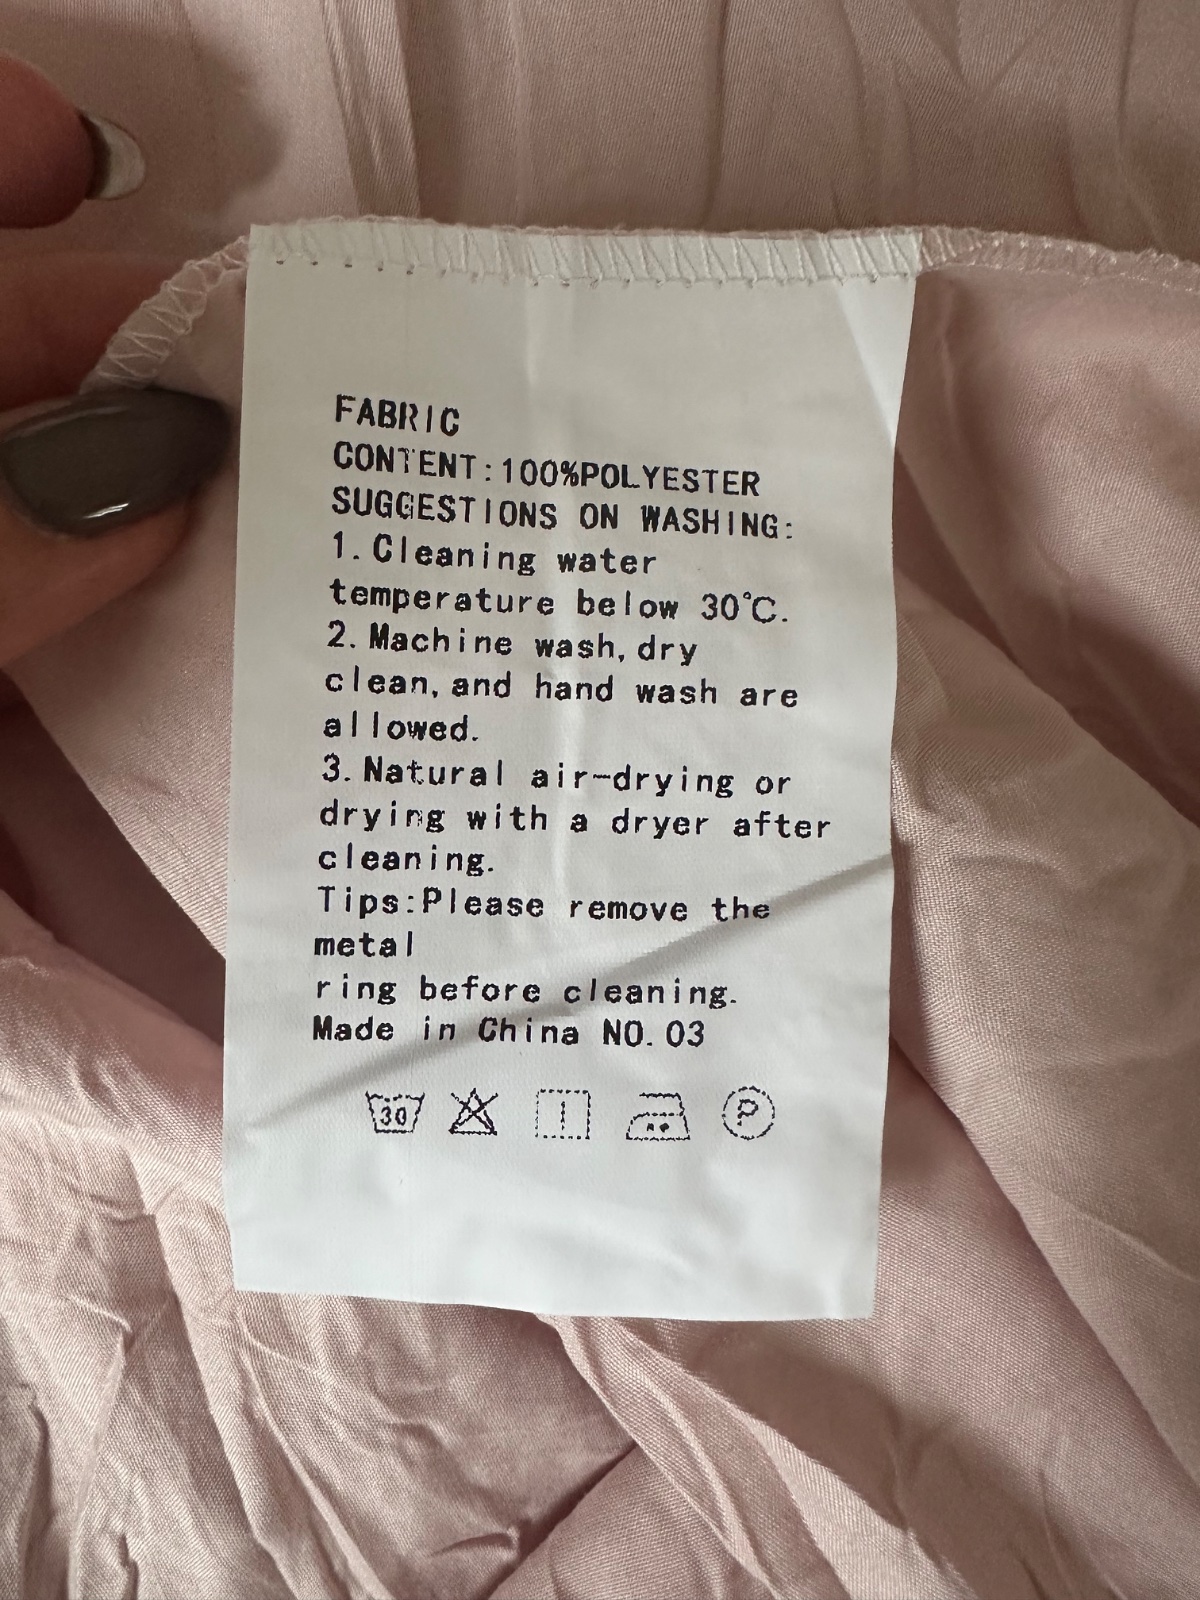 FABRIC
CONTENT:100%POLYESTER
SUGGESTIONS ON WASHING:
1.Cleaning water
temperature below 30℃.
2.Machine wash,dry
clean,and hand wash are
allowed.
3.Natural air-drying or
drying with a dryer after
cleaning.
Tips:Please remove the
metal
ring before cleaning.
Made in China NO.03
30 P